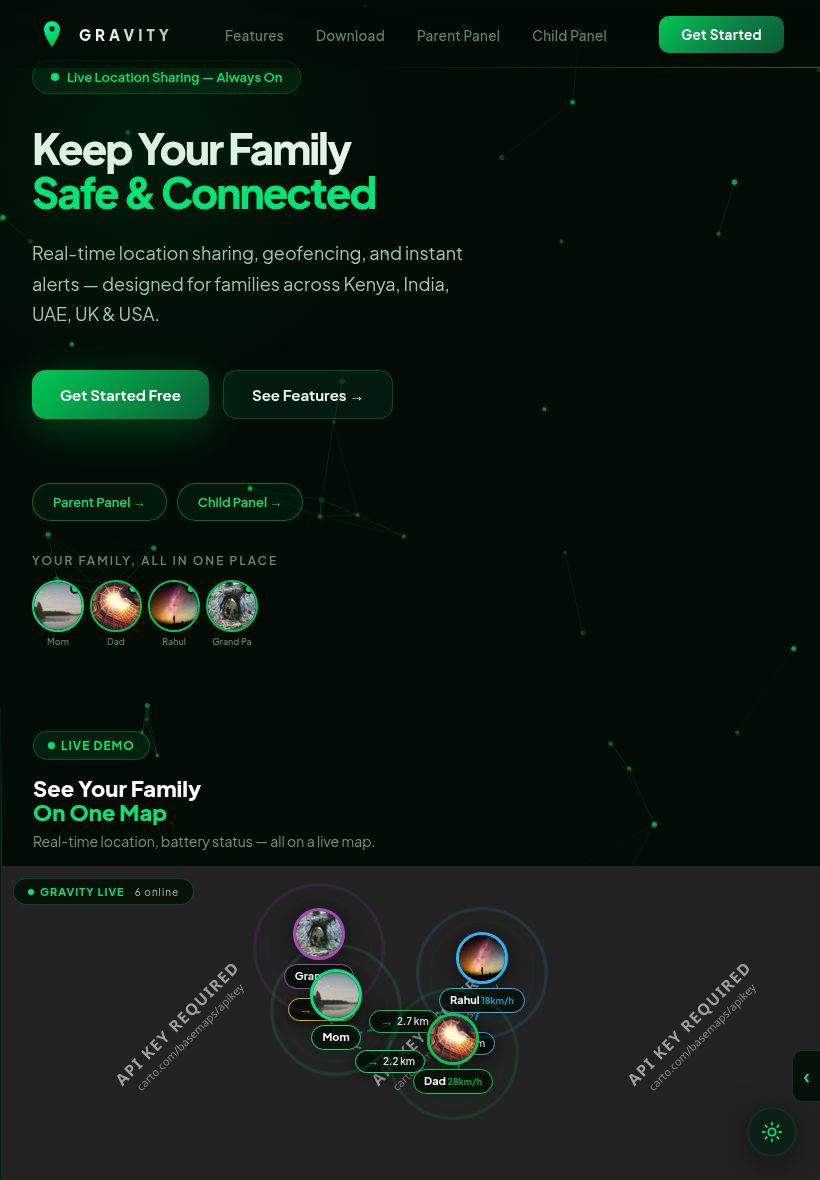 GRAVITY
Features
Download
Parent Panel
Child Panel
Get Started
Live Location Sharing — Always On
Keep Your Family
Safe & Connected
Real-time location sharing, geofencing, and instant
alerts — designed for families across Kenya, India,
UAE, UK & USA.
Get Started Free
See Features →
Parent Panel →
Child Panel →
YOUR FAMILY, ALL IN ONE PLACE
Mom
Dad
Rahul
Grand Pa
LIVE DEMO
See Your Family
On One Map
Real-time location, battery status — all on a live map.
GRAVITY LIVE 6 online
API KEY REQUIRED
carto.com/basemaps/apikey
Rahul 18km/h
→ 2.7 km
Mom
→ 2.2 km
Dad 28km/h
API KEY REQUIRED
carto.com/basemaps/apikey